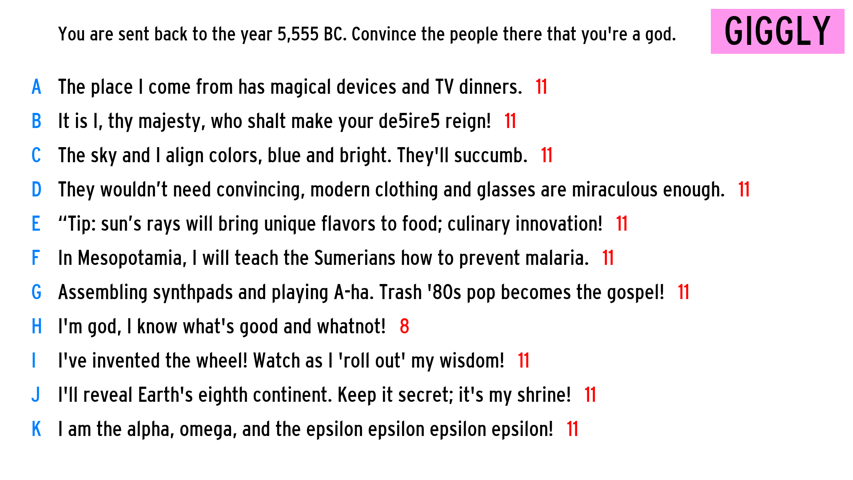 You are sent back to the year 5,555 BC. Convince the people there that you're a god.
GIGGLY
A The place I come from has magical devices and TV dinners. 11
B It is I, thy majesty, who shalt make your de5ire5 reign! 11
C The sky and I align colors, blue and bright. They'll succumb. 11
D They wouldn’t need convincing, modern clothing and glasses are miraculous enough. 11
E “Tip: sun’s rays will bring unique flavors to food; culinary innovation! 11
F In Mesopotamia, I will teach the Sumerians how to prevent malaria. 11
G Assembling synthpads and playing A-ha. Trash '80s pop becomes the gospel! 11
H I'm god, I know what's good and whatnot! 8
I I've invented the wheel! Watch as I 'roll out' my wisdom! 11
J I'll reveal Earth's eighth continent. Keep it secret; it's my shrine! 11
K I am the alpha, omega, and the epsilon epsilon epsilon epsilon! 11